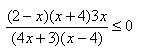 (2 − x)(x + 4)3x
(4x + 3)(x − 4)
≤ 0